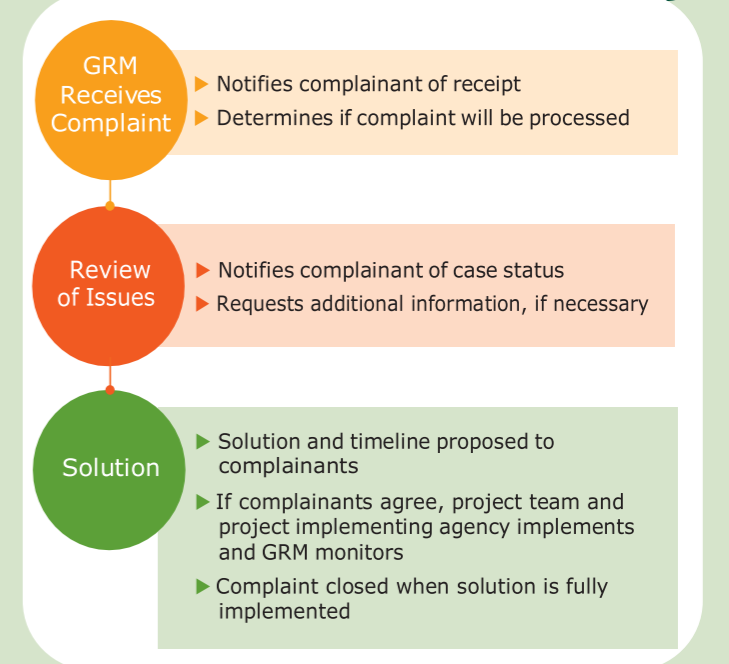 GRM
Receives
Complaint
▶ Notifies complainant of receipt
▶ Determines if complaint will be processed
Review
of Issues
▶ Notifies complainant of case status
▶ Requests additional information, if necessary
Solution
▶ Solution and timeline proposed to
complainants
▶ If complainants agree, project team and
project implementing agency implements
and GRM monitors
▶ Complaint closed when solution is fully
implemented